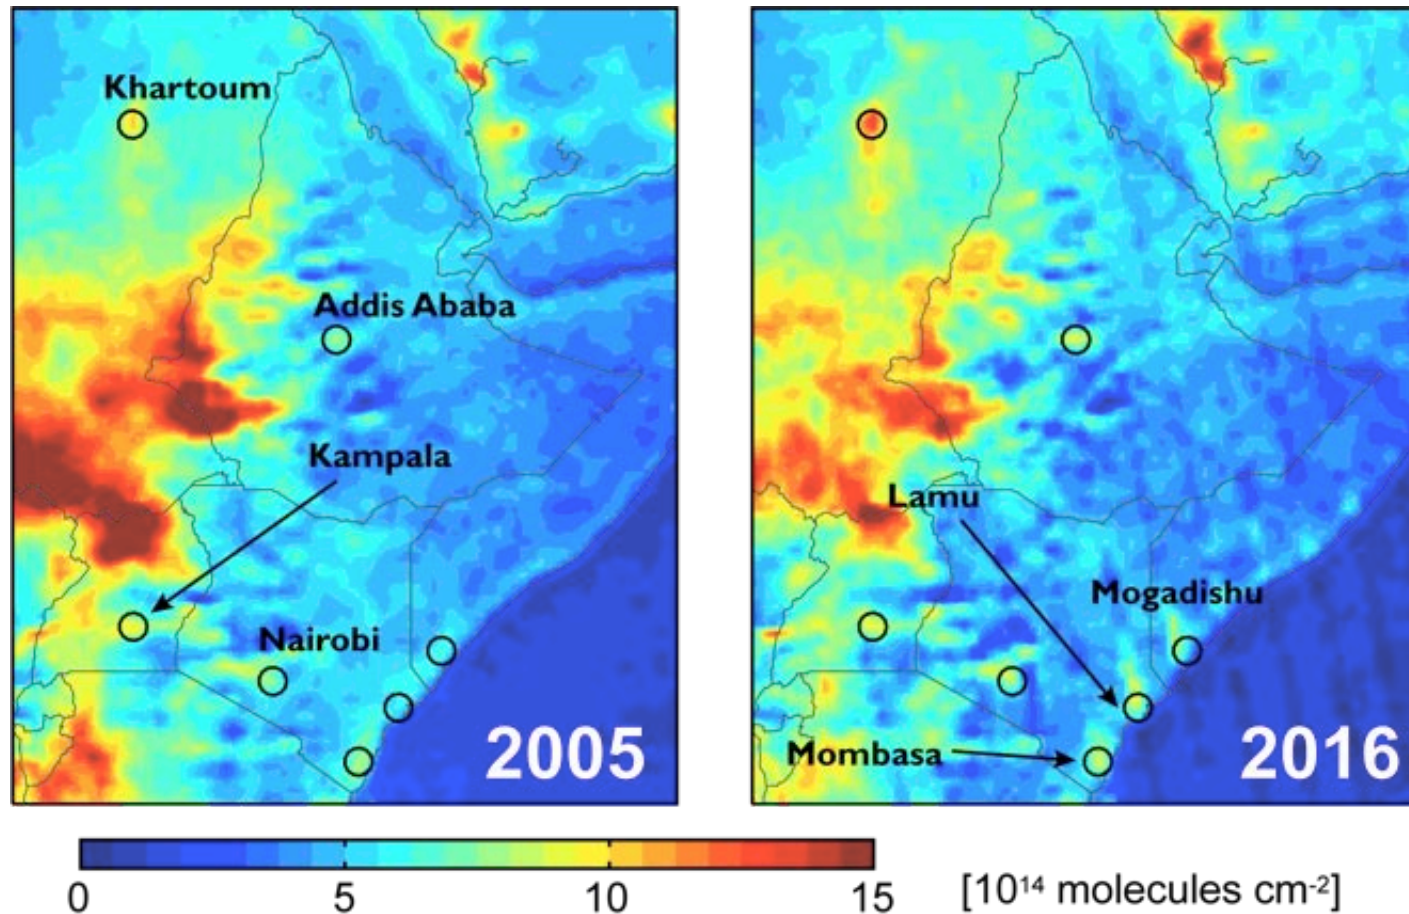 Khartoum
Addis Ababa
Kampala
Nairobi
2005
Lamu
Mogadishu
Mombasa
2016
0 5 10 15 [10¹⁴ molecules cm⁻²]